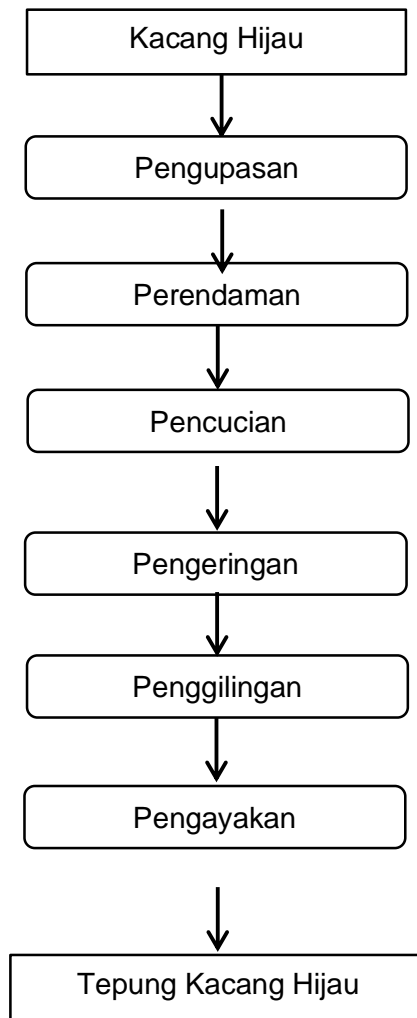 Kacang Hijau
Pengupasan
Perendaman
Pencucian
Pengeringan
Penggilingan
Pengayakan
Tepung Kacang Hijau